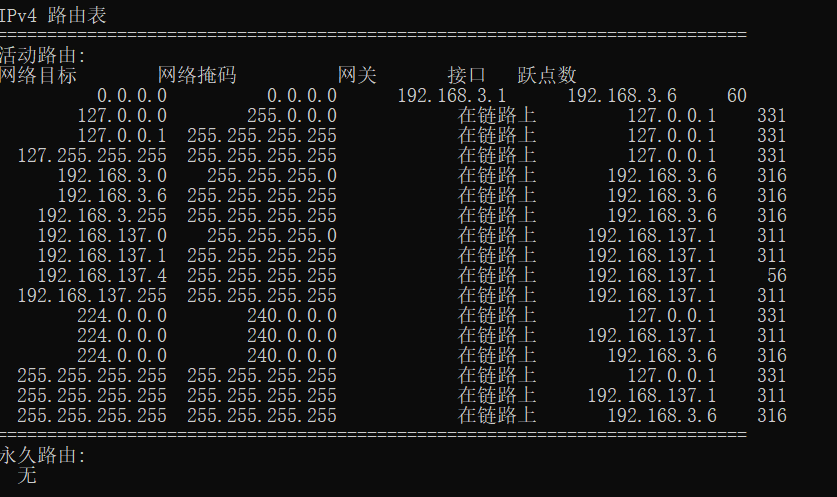 IPv4 路由表
===========================================================================
活动路由:
网络目标        网络掩码          网关       接口   跃点数
          0.0.0.0          0.0.0.0      192.168.3.1      192.168.3.6     60
        127.0.0.0        255.0.0.0            在链路上         127.0.0.1    331
        127.0.0.1  255.255.255.255            在链路上         127.0.0.1    331
  127.255.255.255  255.255.255.255            在链路上         127.0.0.1    331
      192.168.3.0    255.255.255.0            在链路上       192.168.3.6    316
      192.168.3.6  255.255.255.255            在链路上       192.168.3.6    316
    192.168.3.255  255.255.255.255            在链路上       192.168.3.6    316
    192.168.137.0    255.255.255.0            在链路上     192.168.137.1    311
    192.168.137.1  255.255.255.255            在链路上     192.168.137.1    311
    192.168.137.4  255.255.255.255            在链路上     192.168.137.1     56
  192.168.137.255  255.255.255.255            在链路上     192.168.137.1    311
        224.0.0.0        240.0.0.0            在链路上         127.0.0.1    331
        224.0.0.0        240.0.0.0            在链路上     192.168.137.1    311
        224.0.0.0        240.0.0.0            在链路上       192.168.3.6    316
  255.255.255.255  255.255.255.255            在链路上         127.0.0.1    331
  255.255.255.255  255.255.255.255            在链路上     192.168.137.1    311
  255.255.255.255  255.255.255.255            在链路上       192.168.3.6    316
===========================================================================
永久路由:
  无